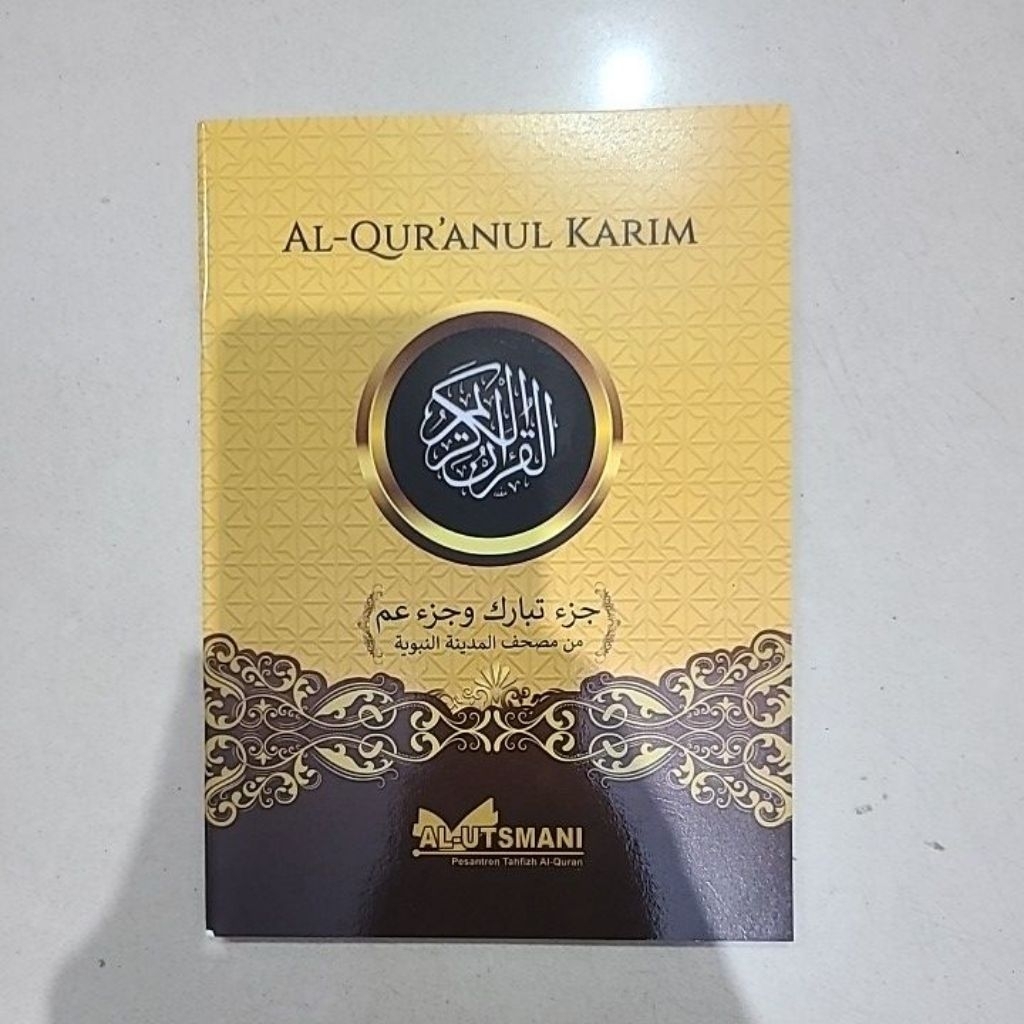 AL-QUR'ANUL KARIM
القرآن الكريم
جزء تبارك وجزء عم
من مصحف المدينة النبوية
AL-UTSMANI
Pesantren Tahfizh Al-Quran